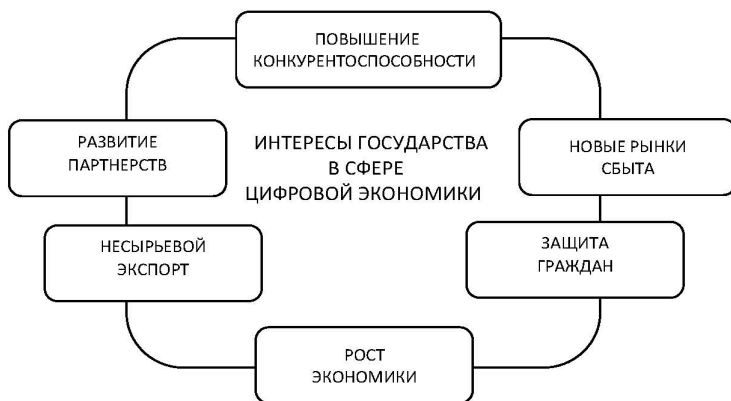 ПОВЫШЕНИЕ
КОНКУРЕНТОСПОСОБНОСТИ
РАЗВИТИЕ
ПАРТНЕРСТВ
ИНТЕРЕСЫ ГОСУДАРСТВА
В СФЕРЕ
ЦИФРОВОЙ ЭКОНОМИКИ
НОВЫЕ РЫНКИ
СБЫТА
НЕСЫРЬЕВОЙ
ЭКСПОРТ
ЗАЩИТА
ГРАЖДАН
РОСТ
ЭКОНОМИКИ